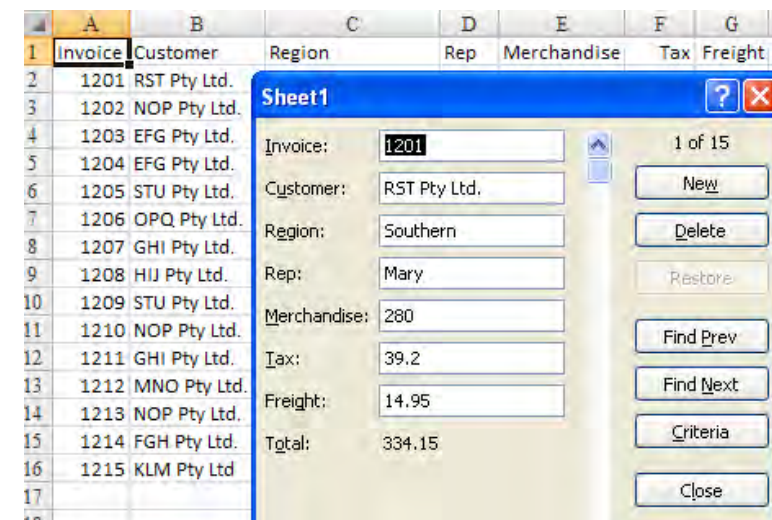 A B C D E F G
1 Invoice Customer Region Rep Merchandise Tax Freight
2 1201 RST Pty Ltd.
3 1202 NOP Pty Ltd.
4 1203 EFG Pty Ltd.
5 1204 EFG Pty Ltd.
6 1205 STU Pty Ltd.
7 1206 OPQ Pty Ltd.
8 1207 GHI Pty Ltd.
9 1208 HIJ Pty Ltd.
10 1209 STU Pty Ltd.
11 1210 NOP Pty Ltd.
12 1211 GHI Pty Ltd.
13 1212 MNO Pty Ltd.
14 1213 NOP Pty Ltd.
15 1214 FGH Pty Ltd.
16 1215 KLM Pty Ltd
17
Sheet1
Invoice: 1201
Customer: RST Pty Ltd.
Region: Southern
Rep: Mary
Merchandise: 280
Tax: 39.2
Freight: 14.95
Total: 334.15
1 of 15
New
Delete
Restore
Find Prev
Find Next
Criteria
Close